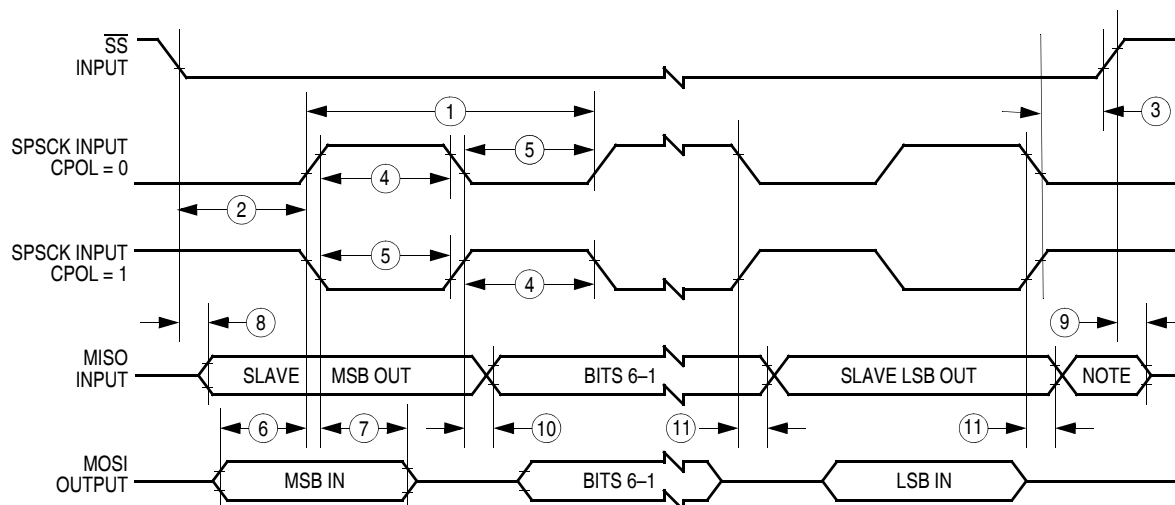 SS
INPUT
1
3
SPSCK INPUT
CPOL = 0
5
4
2
SPSCK INPUT
CPOL = 1
5
4
8
9
MISO
INPUT
SLAVE MSB OUT
BITS 6–1
SLAVE LSB OUT
NOTE
6
7
10
11
11
MOSI
OUTPUT
MSB IN
BITS 6–1
LSB IN